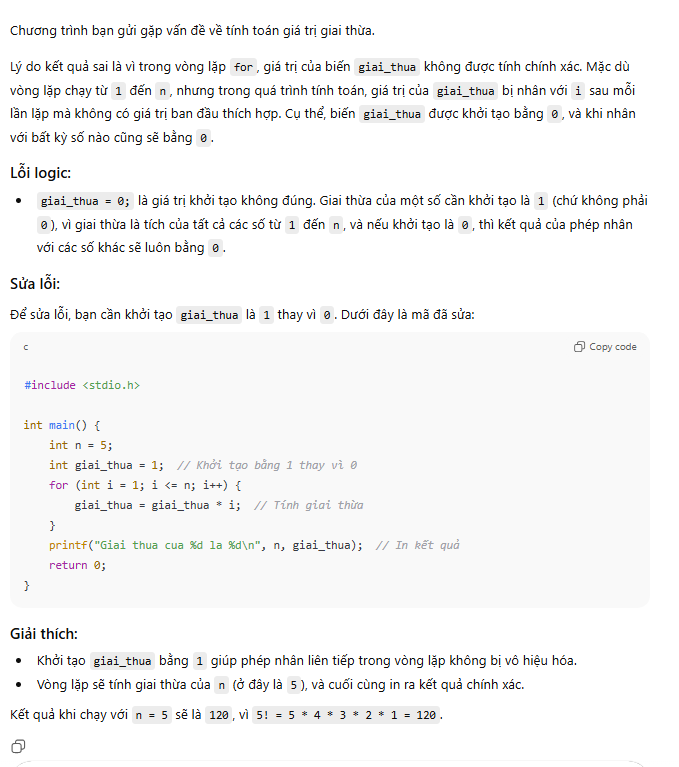 Chương trình bạn gửi gặp vấn đề về tính toán giá trị giai thừa.
Lý do kết quả sai là vì trong vòng lặp for, giá trị của biến giai_thua không được tính chính xác. Mặc dù
vòng lặp chạy từ 1 đến n, nhưng trong quá trình tính toán, giá trị của giai_thua bị nhân với i sau mỗi
lần lặp mà không có giá trị ban đầu thích hợp. Cụ thể, biến giai_thua được khởi tạo bằng 0, và khi nhân
với bất kỳ số nào cũng sẽ bằng 0.
Lỗi logic:
• giai_thua = 0; là giá trị khởi tạo không đúng. Giai thừa của một số cần khởi tạo là 1 (chứ không phải
0), vì giai thừa là tích của tất cả các số từ 1 đến n, và nếu khởi tạo là 0, thì kết quả của phép nhân
với các số khác sẽ luôn bằng 0.
Sửa lỗi:
Để sửa lỗi, bạn cần khởi tạo giai_thua là 1 thay vì 0. Dưới đây là mã đã sửa:
c
Copy code
#include <stdio.h>
int main() {
    int n = 5;
    int giai_thua = 1;  // Khởi tạo bằng 1 thay vì 0
    for (int i = 1; i <= n; i++) {
        giai_thua = giai_thua * i;  // Tính giai thừa
    }
    printf("Giai thua cua %d la %d\n", n, giai_thua);  // In kết quả
    return 0;
}
Giải thích:
• Khởi tạo giai_thua bằng 1 giúp phép nhân liên tiếp trong vòng lặp không bị vô hiệu hóa.
• Vòng lặp sẽ tính giai thừa của n (ở đây là 5), và cuối cùng in ra kết quả chính xác.
Kết quả khi chạy với n = 5 sẽ là 120, vì 5! = 5 * 4 * 3 * 2 * 1 = 120.